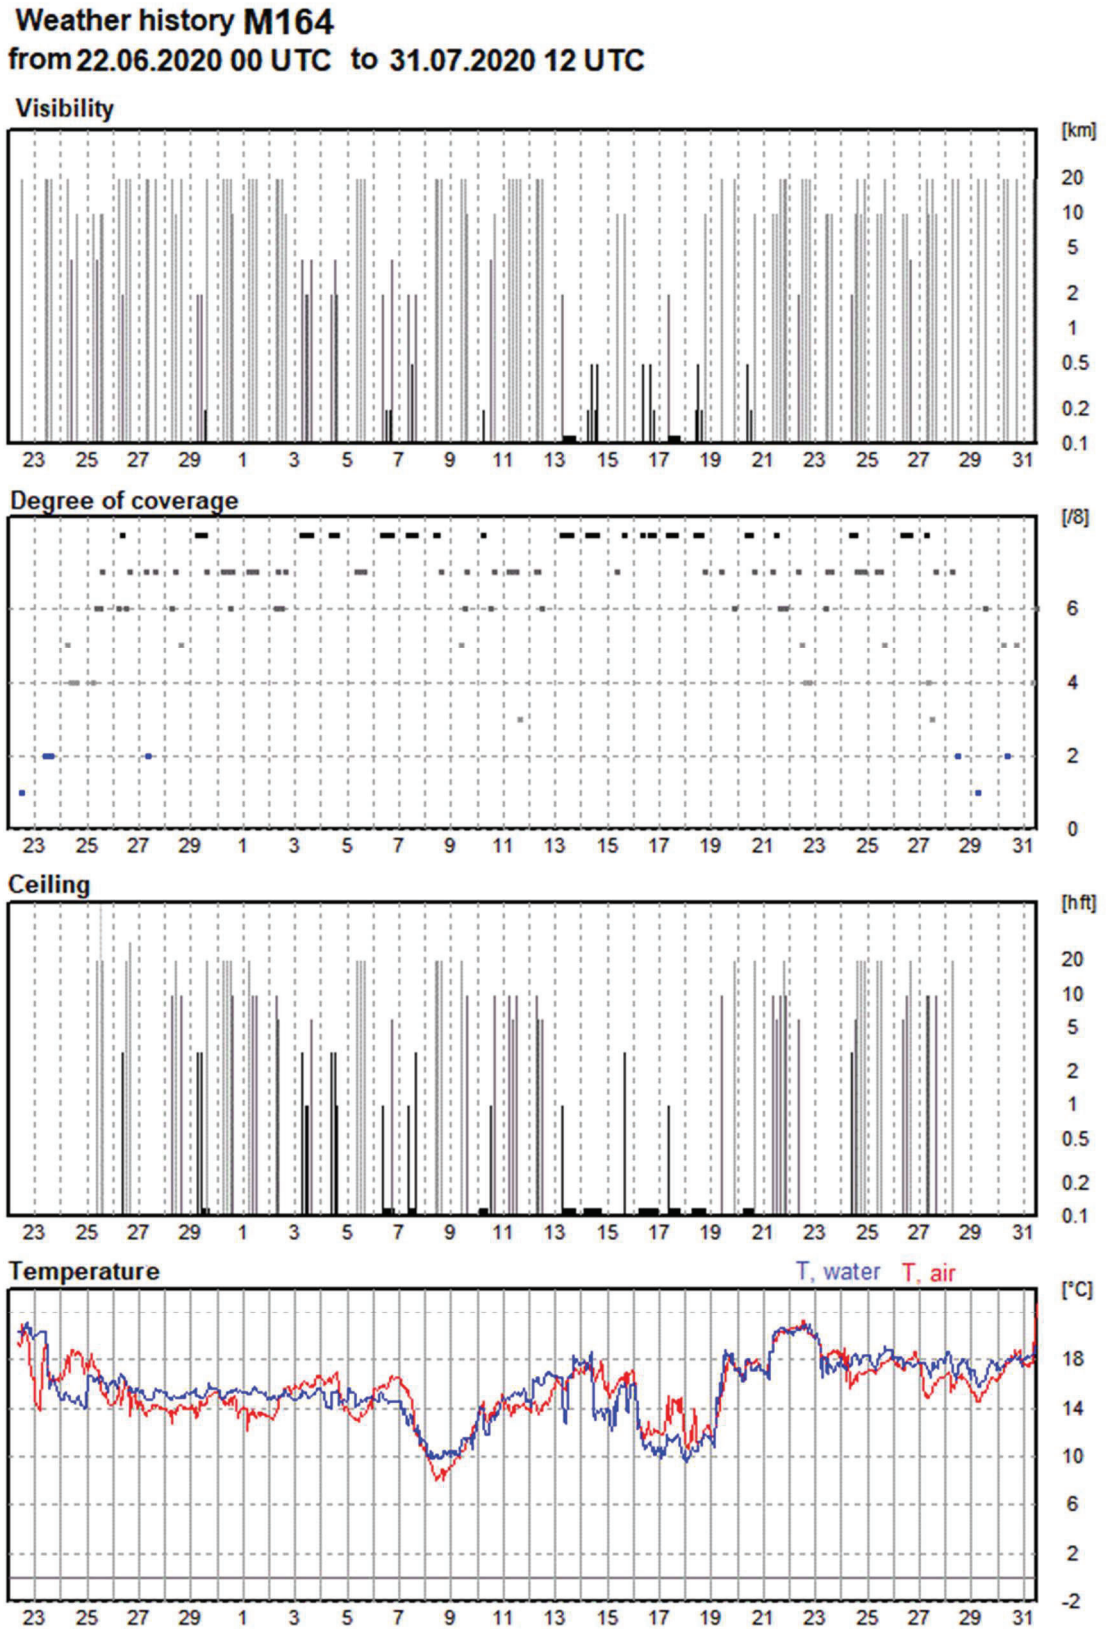 Weather history M164
from 22.06.2020 00 UTC to 31.07.2020 12 UTC
Visibility
[km]
20
10
5
2
1
0.5
0.2
0.1
23 25 27 29 1 3 5 7 9 11 13 15 17 19 21 23 25 27 29 31
Degree of coverage
[/8]
6
4
2
0
23 25 27 29 1 3 5 7 9 11 13 15 17 19 21 23 25 27 29 31
Ceiling
[hft]
20
10
5
2
1
0.5
0.2
0.1
23 25 27 29 1 3 5 7 9 11 13 15 17 19 21 23 25 27 29 31
Temperature T, water T, air
[°C]
18
14
10
6
2
-2
23 25 27 29 1 3 5 7 9 11 13 15 17 19 21 23 25 27 29 31